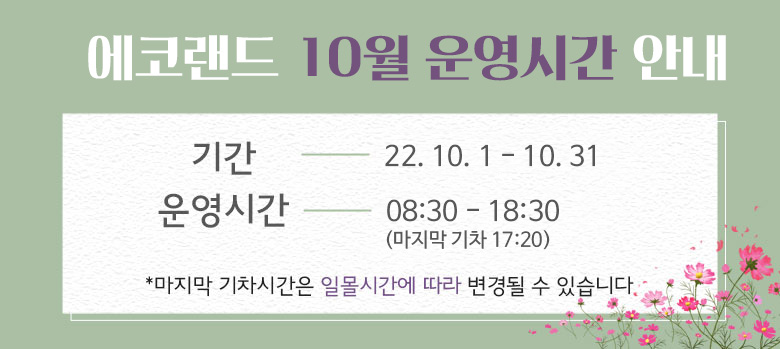 에코랜드 10월 운영시간 안내
기간 22. 10. 1 - 10. 31
운영시간 08:30 - 18:30
(마지막 기차 17:20)
*마지막 기차시간은 일몰시간에 따라 변경될 수 있습니다